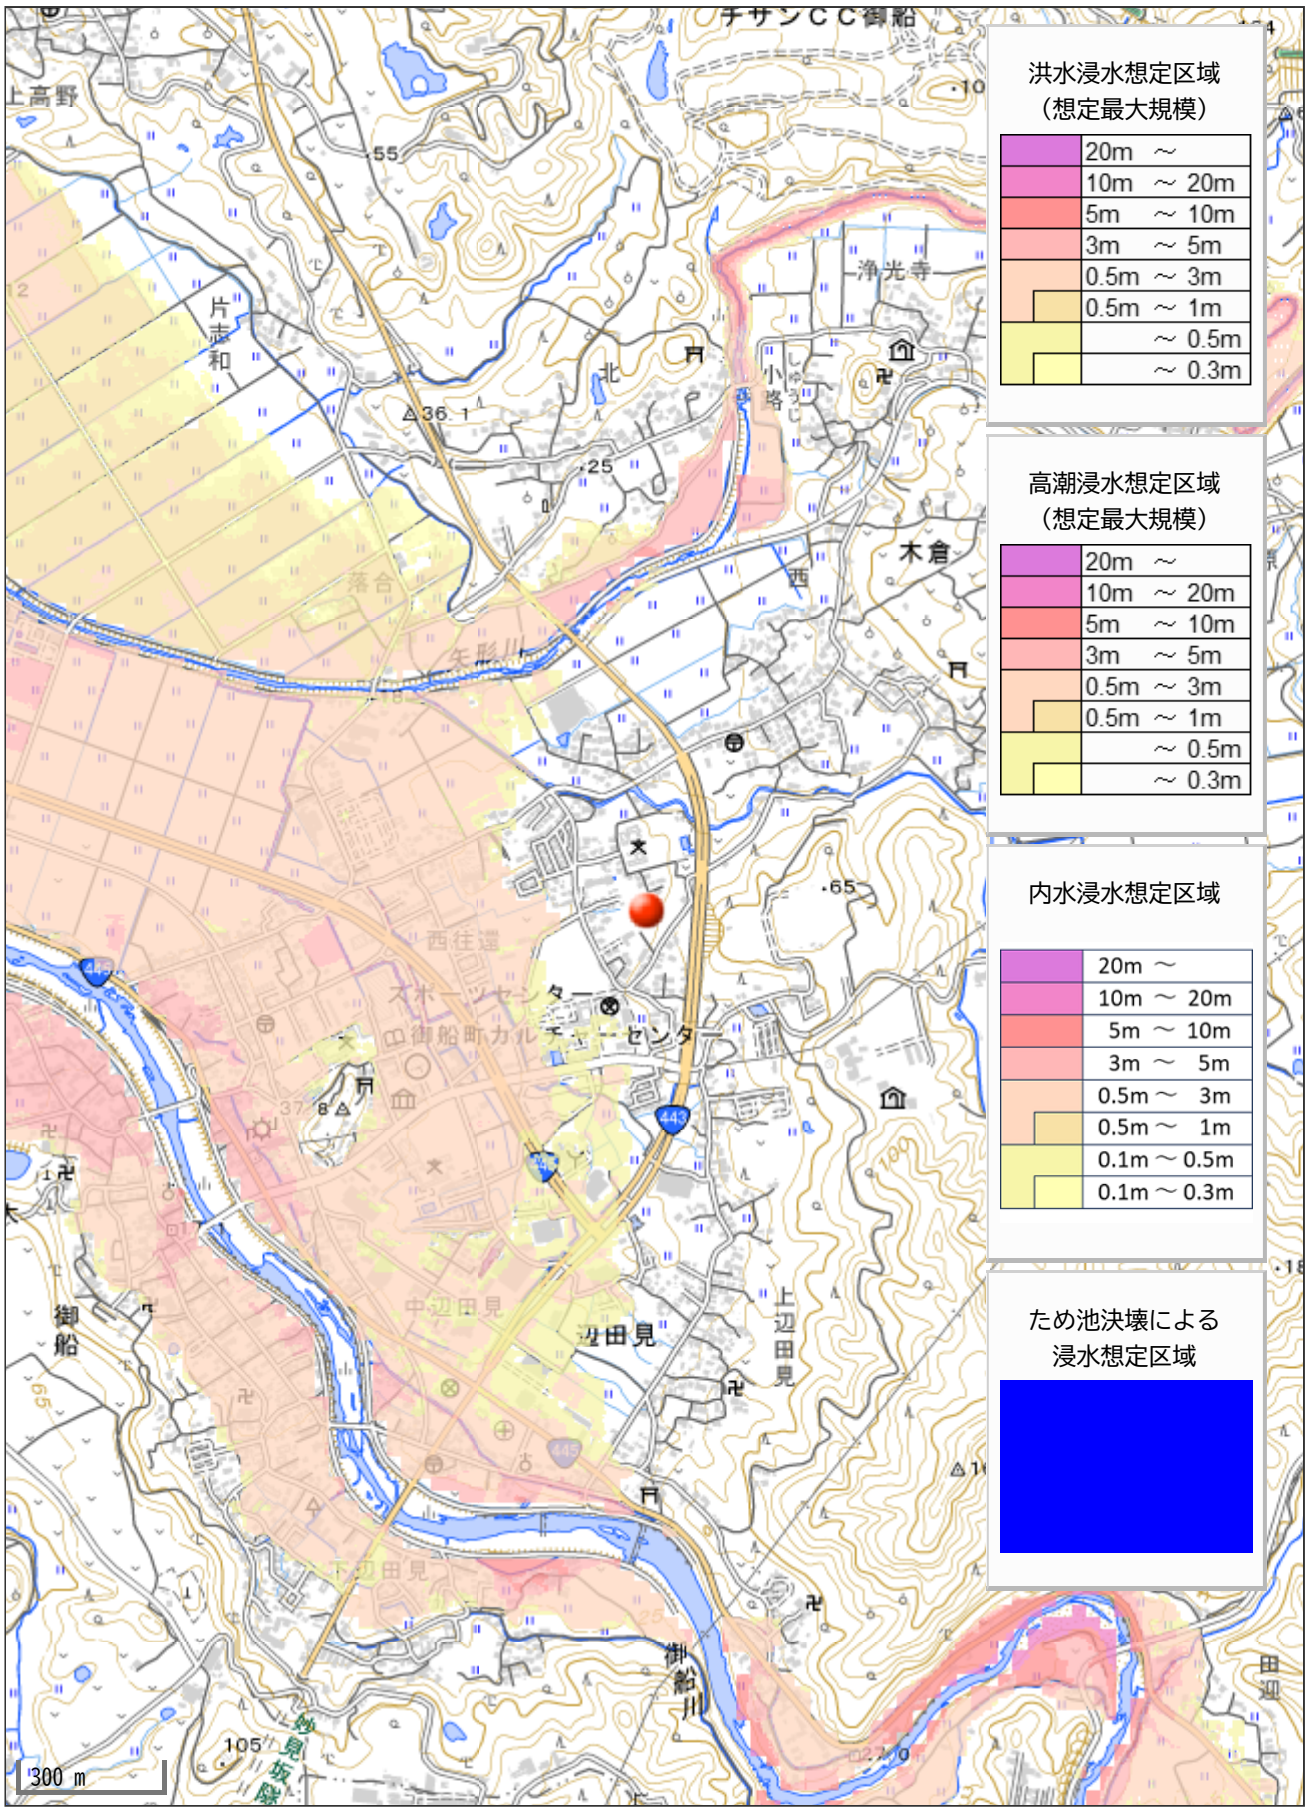 チサンCC御船
上高野
・55
12
片志和
北
△36.1
・25
浄光寺
小路
しゅうじ
木倉
西
落合
矢形川
・65
西往還
スポーツセンター
御船町カルチャーセンター
445
443
37.8△
100
中辺田見
辺田見
上辺田見
御船
65
445
下辺田見
25
御船川
田迎
27.0
105
妙見坂隧
300 m
洪水浸水想定区域
（想定最大規模）
20m ～
10m ～ 20m
5m ～ 10m
3m ～ 5m
0.5m ～ 3m
0.5m ～ 1m
～ 0.5m
～ 0.3m
高潮浸水想定区域
（想定最大規模）
20m ～
10m ～ 20m
5m ～ 10m
3m ～ 5m
0.5m ～ 3m
0.5m ～ 1m
～ 0.5m
～ 0.3m
内水浸水想定区域
20m ～
10m ～ 20m
5m ～ 10m
3m ～ 5m
0.5m ～ 3m
0.5m ～ 1m
0.1m ～ 0.5m
0.1m ～ 0.3m
ため池決壊による
浸水想定区域